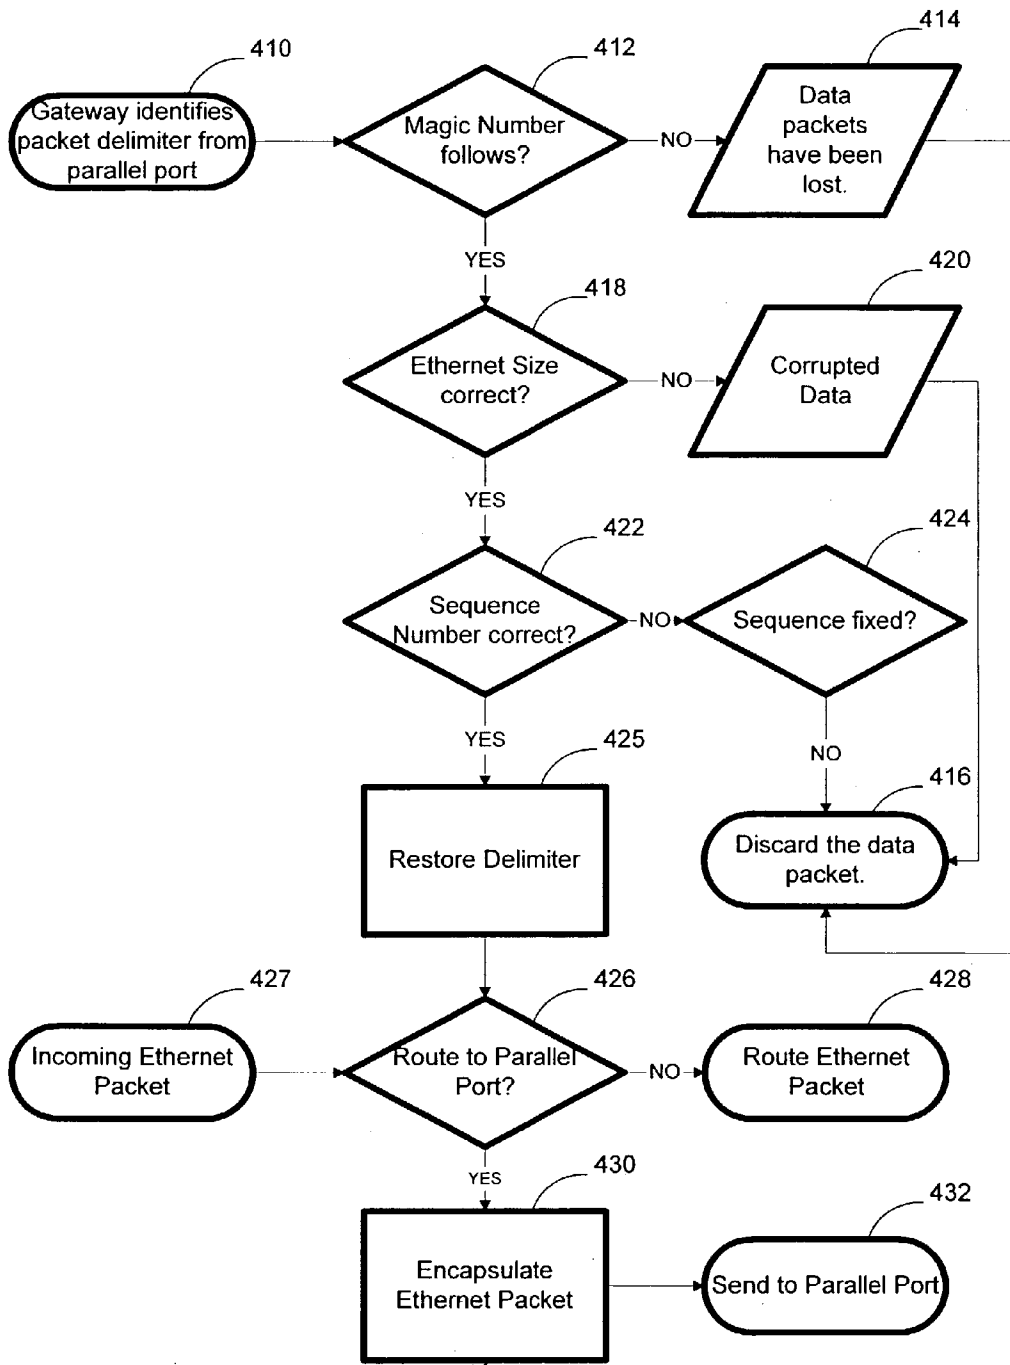 410
412
414
Gateway identifies
packet delimiter from
parallel port
Magic Number
follows?
NO
Data
packets
have been
lost.
YES
418
420
Ethernet Size
correct?
NO
Corrupted
Data
YES
422
424
Sequence
Number correct?
NO
Sequence fixed?
YES
NO
425
416
Restore Delimiter
Discard the data
packet.
427
426
428
Incoming Ethernet
Packet
Route to Parallel
Port?
NO
Route Ethernet
Packet
YES
430
432
Encapsulate
Ethernet Packet
Send to Parallel Port